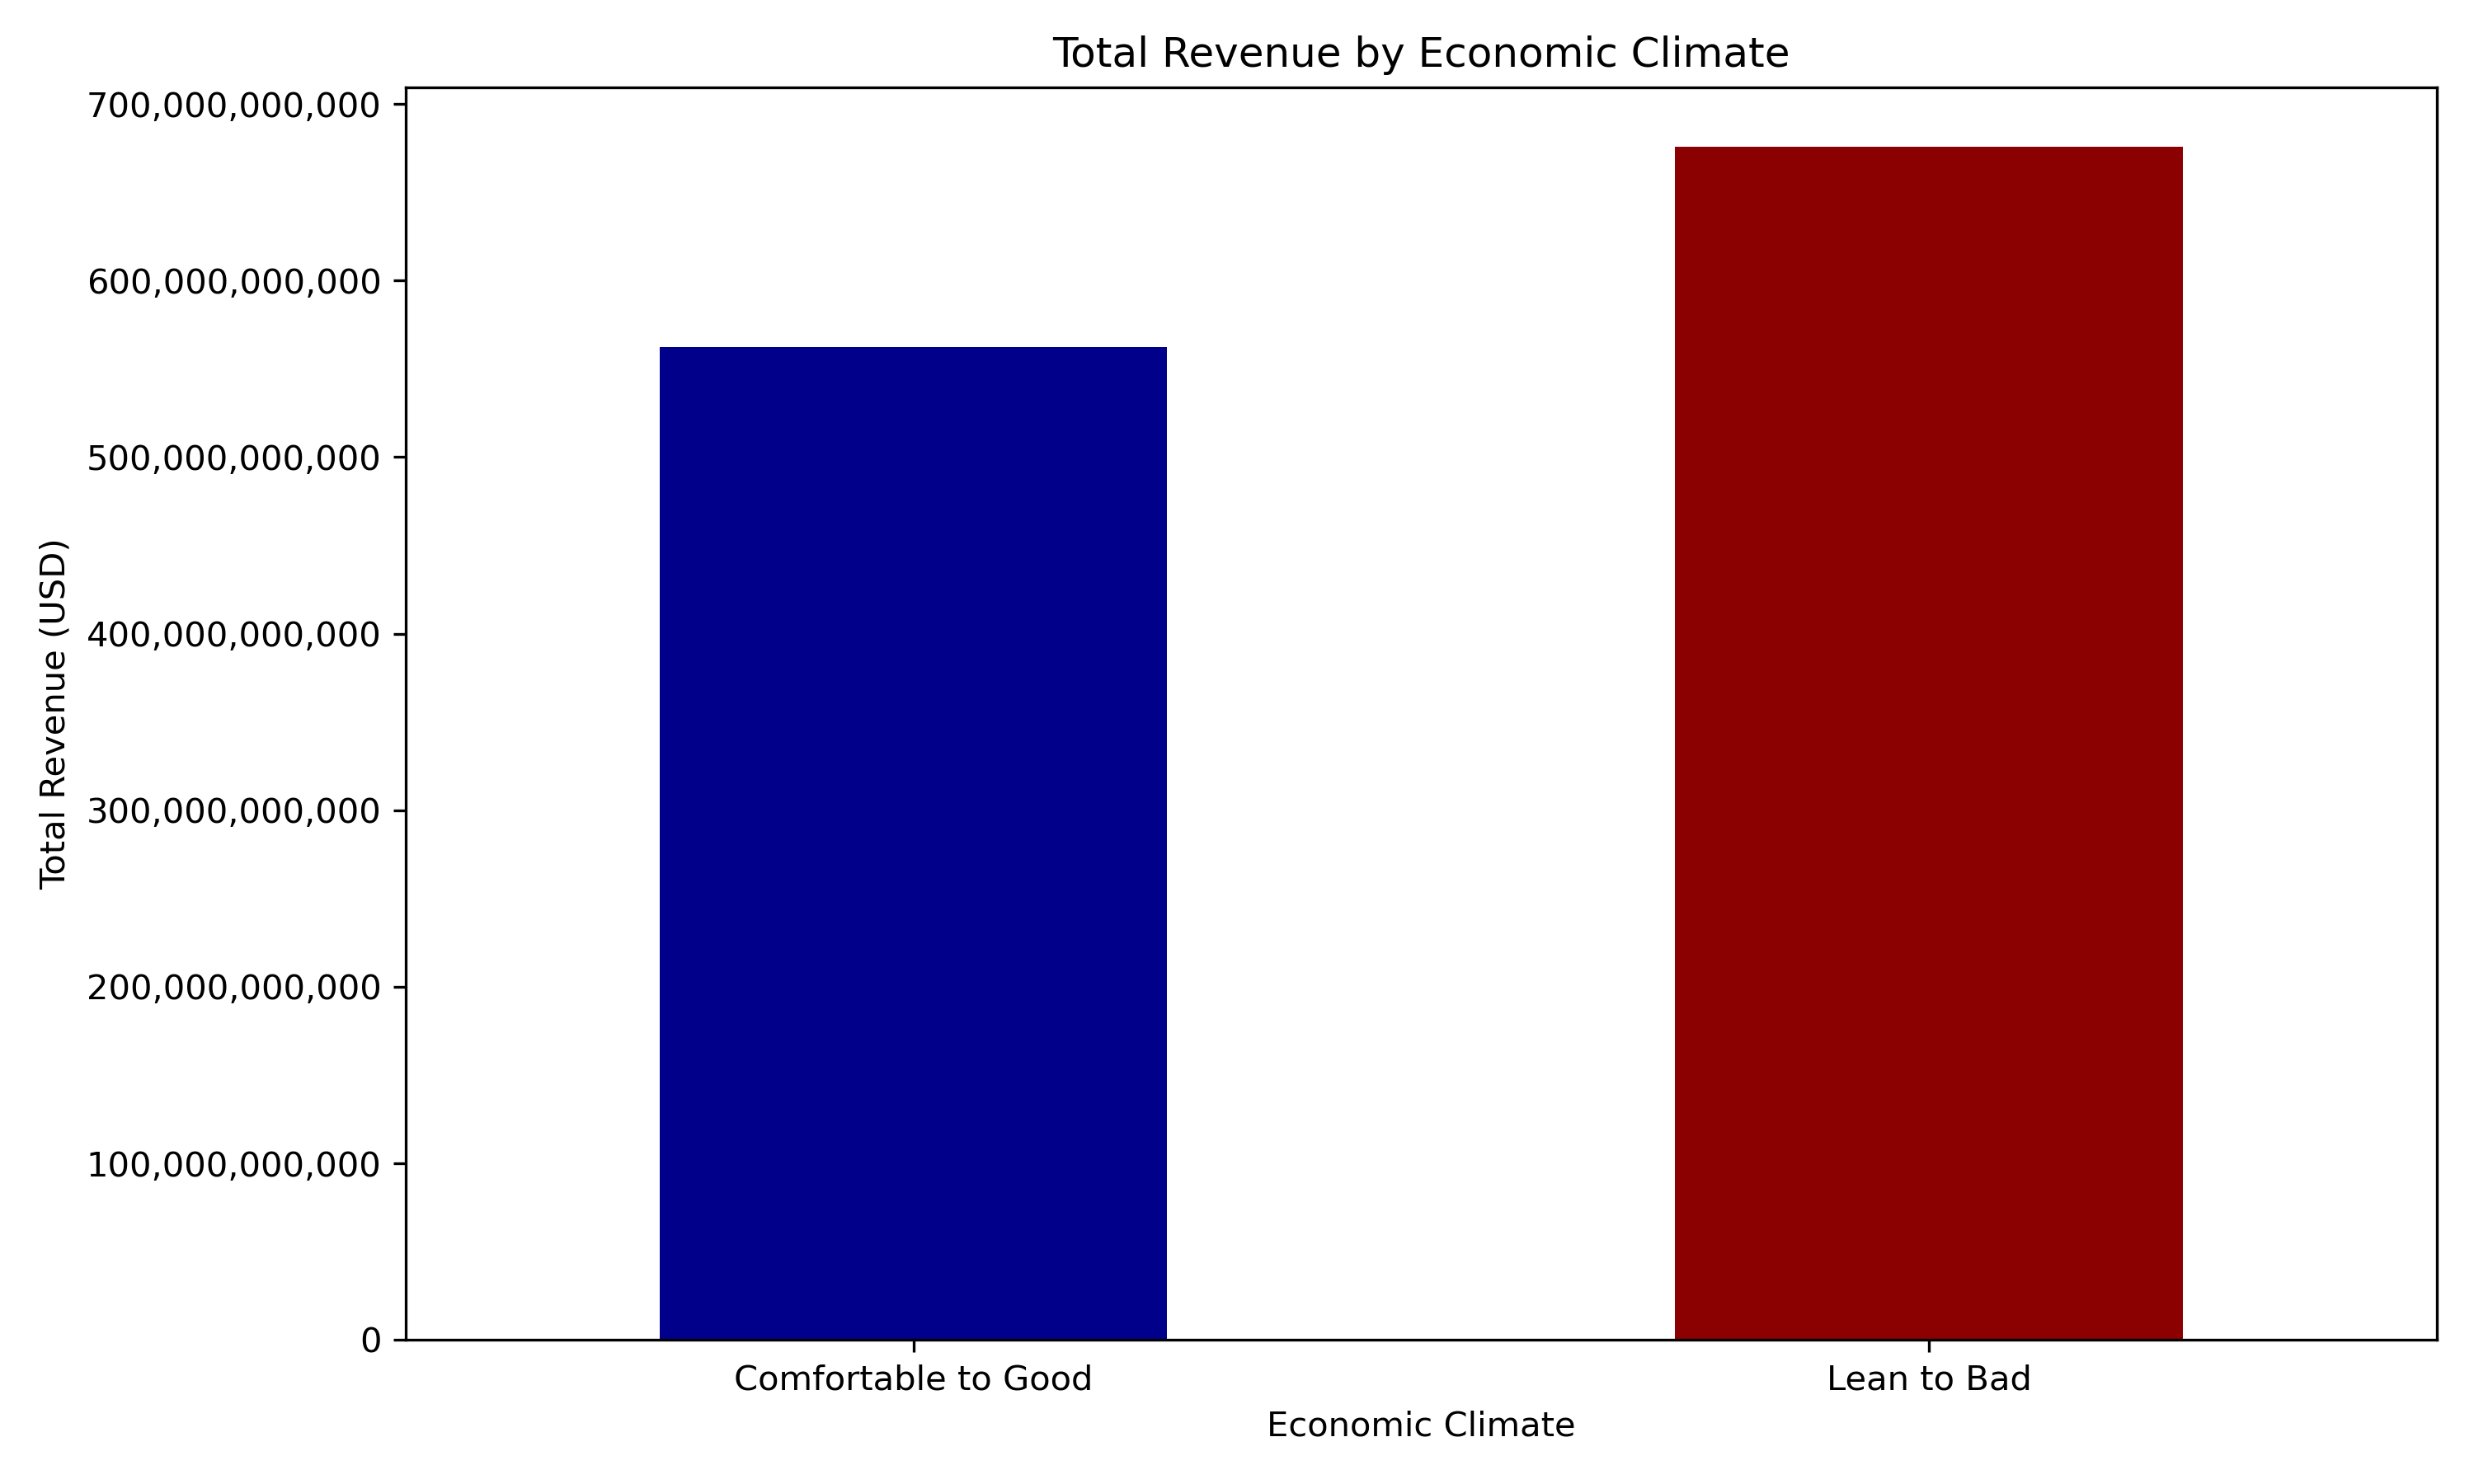 Total Revenue by Economic Climate
Total Revenue (USD)
700,000,000,000
600,000,000,000
500,000,000,000
400,000,000,000
300,000,000,000
200,000,000,000
100,000,000,000
0
Comfortable to Good
Lean to Bad
Economic Climate